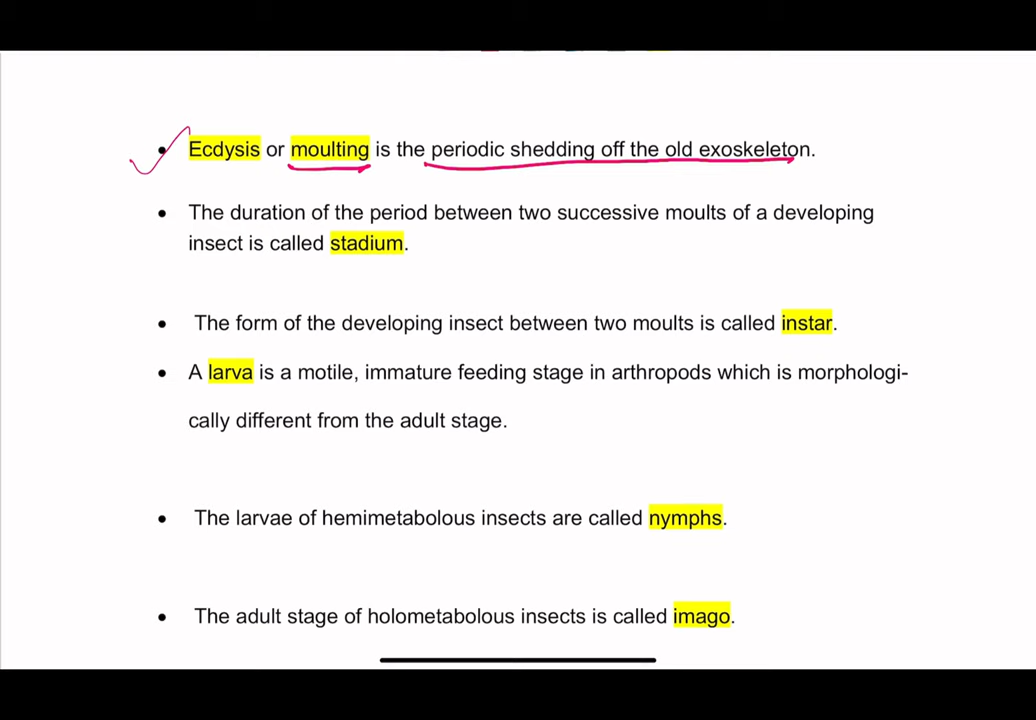 • Ecdysis or moulting is the periodic shedding off the old exoskeleton.
• The duration of the period between two successive moults of a developing
insect is called stadium.
• The form of the developing insect between two moults is called instar.
• A larva is a motile, immature feeding stage in arthropods which is morphologi-
cally different from the adult stage.
• The larvae of hemimetabolous insects are called nymphs.
• The adult stage of holometabolous insects is called imago.